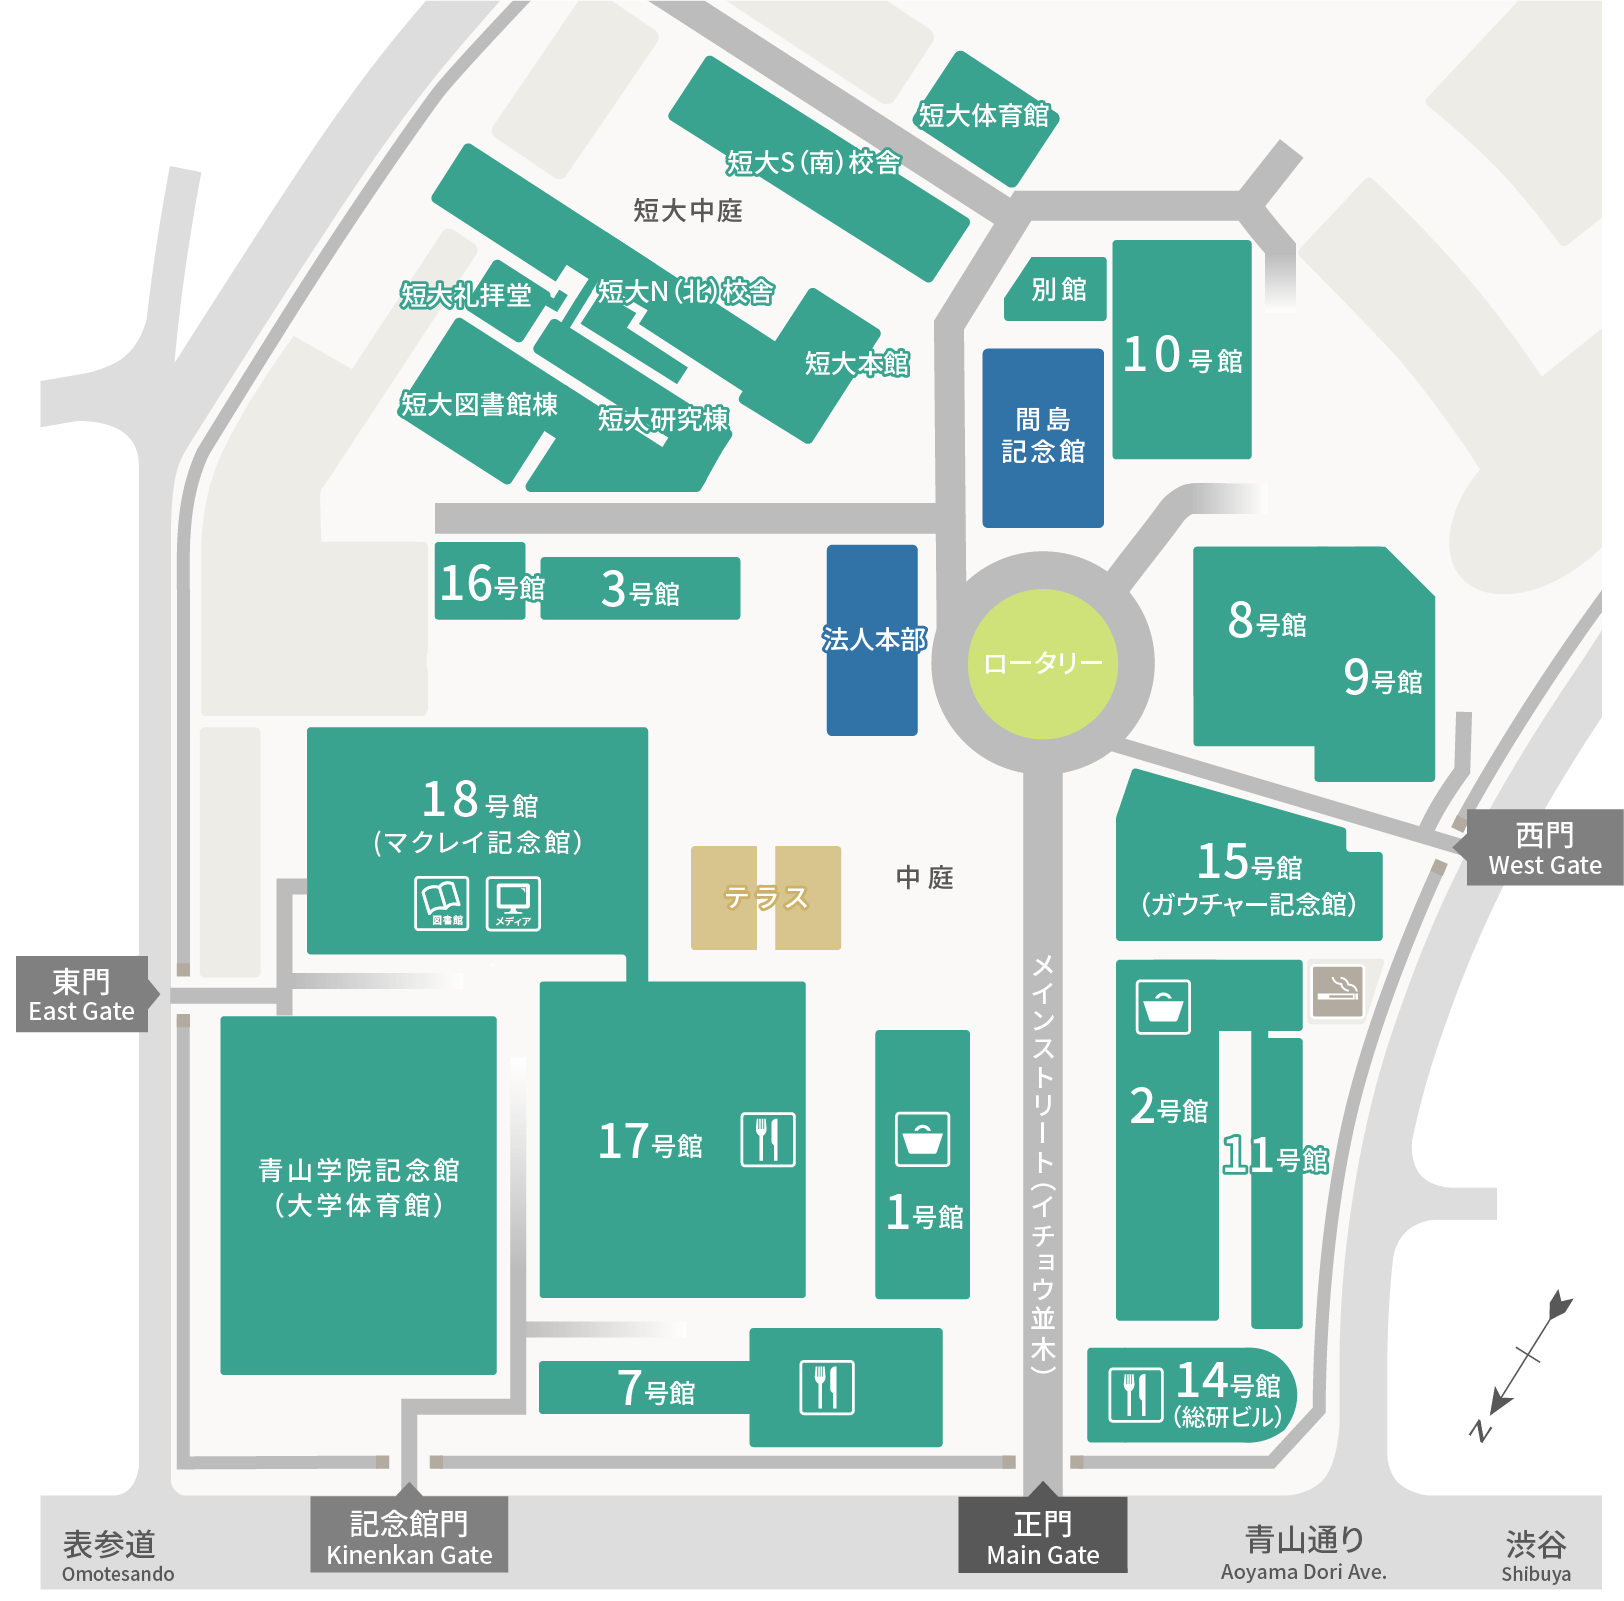 短大体育館
短大S（南）校舎
短大中庭
短大礼拝堂
短大N（北）校舎
別館
10号館
短大本館
短大図書館棟
短大研究棟
間島
記念館
16号館
3号館
法人本部
ロータリー
8号館
9号館
18号館
(マクレイ記念館)
図書館
メディア
テラス
中庭
15号館
（ガウチャー記念館）
西門
West Gate
東門
East Gate
メインストリート（イチョウ並木）
2号館
11号館
17号館
1号館
青山学院記念館
（大学体育館）
7号館
14号館
（総研ビル）
N
記念館門
Kinenkan Gate
正門
Main Gate
表参道
Omotesando
青山通り
Aoyama Dori Ave.
渋谷
Shibuya